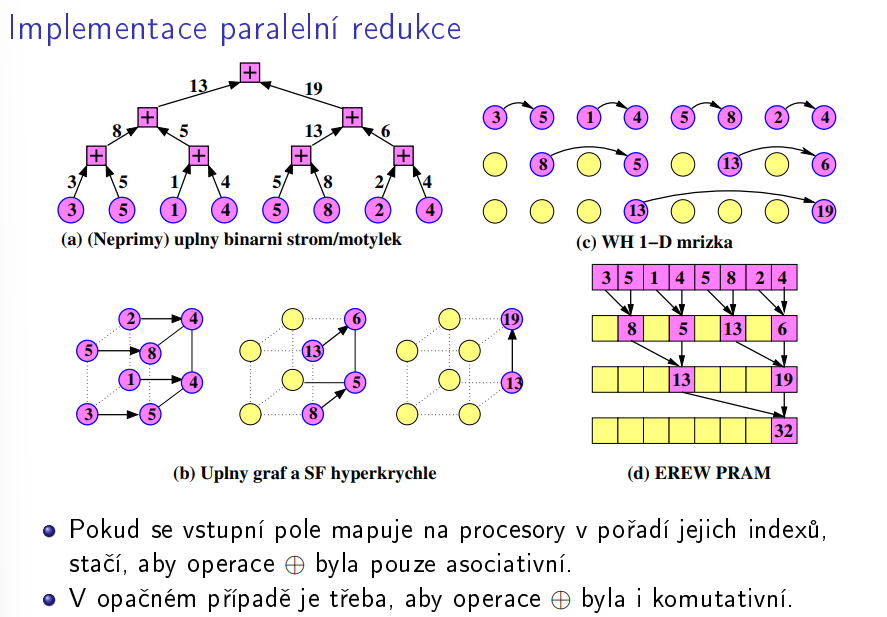 Implementace paralelní redukce
+
13 19
+ +
8 5 13 6
+ + + +
3 5 1 4 5 8 2 4
3 5 1 4 5 8 2 4
(a) (Neprimy) uplny binarni strom/motylek
3 5 1 4 5 8 2 4
8 5 13 6
13 19
(c) WH 1-D mrizka
2 4
5 8
1 4
3 5
6
13
5
8
19
13
(b) Uplny graf a SF hyperkrychle
3 5 1 4 5 8 2 4
8 5 13 6
13 19
32
(d) EREW PRAM
Pokud se vstupní pole mapuje na procesory v pořadí jejich indexů,
stačí, aby operace ⊕ byla pouze asociativní.
V opačném případě je třeba, aby operace ⊕ byla i komutativní.